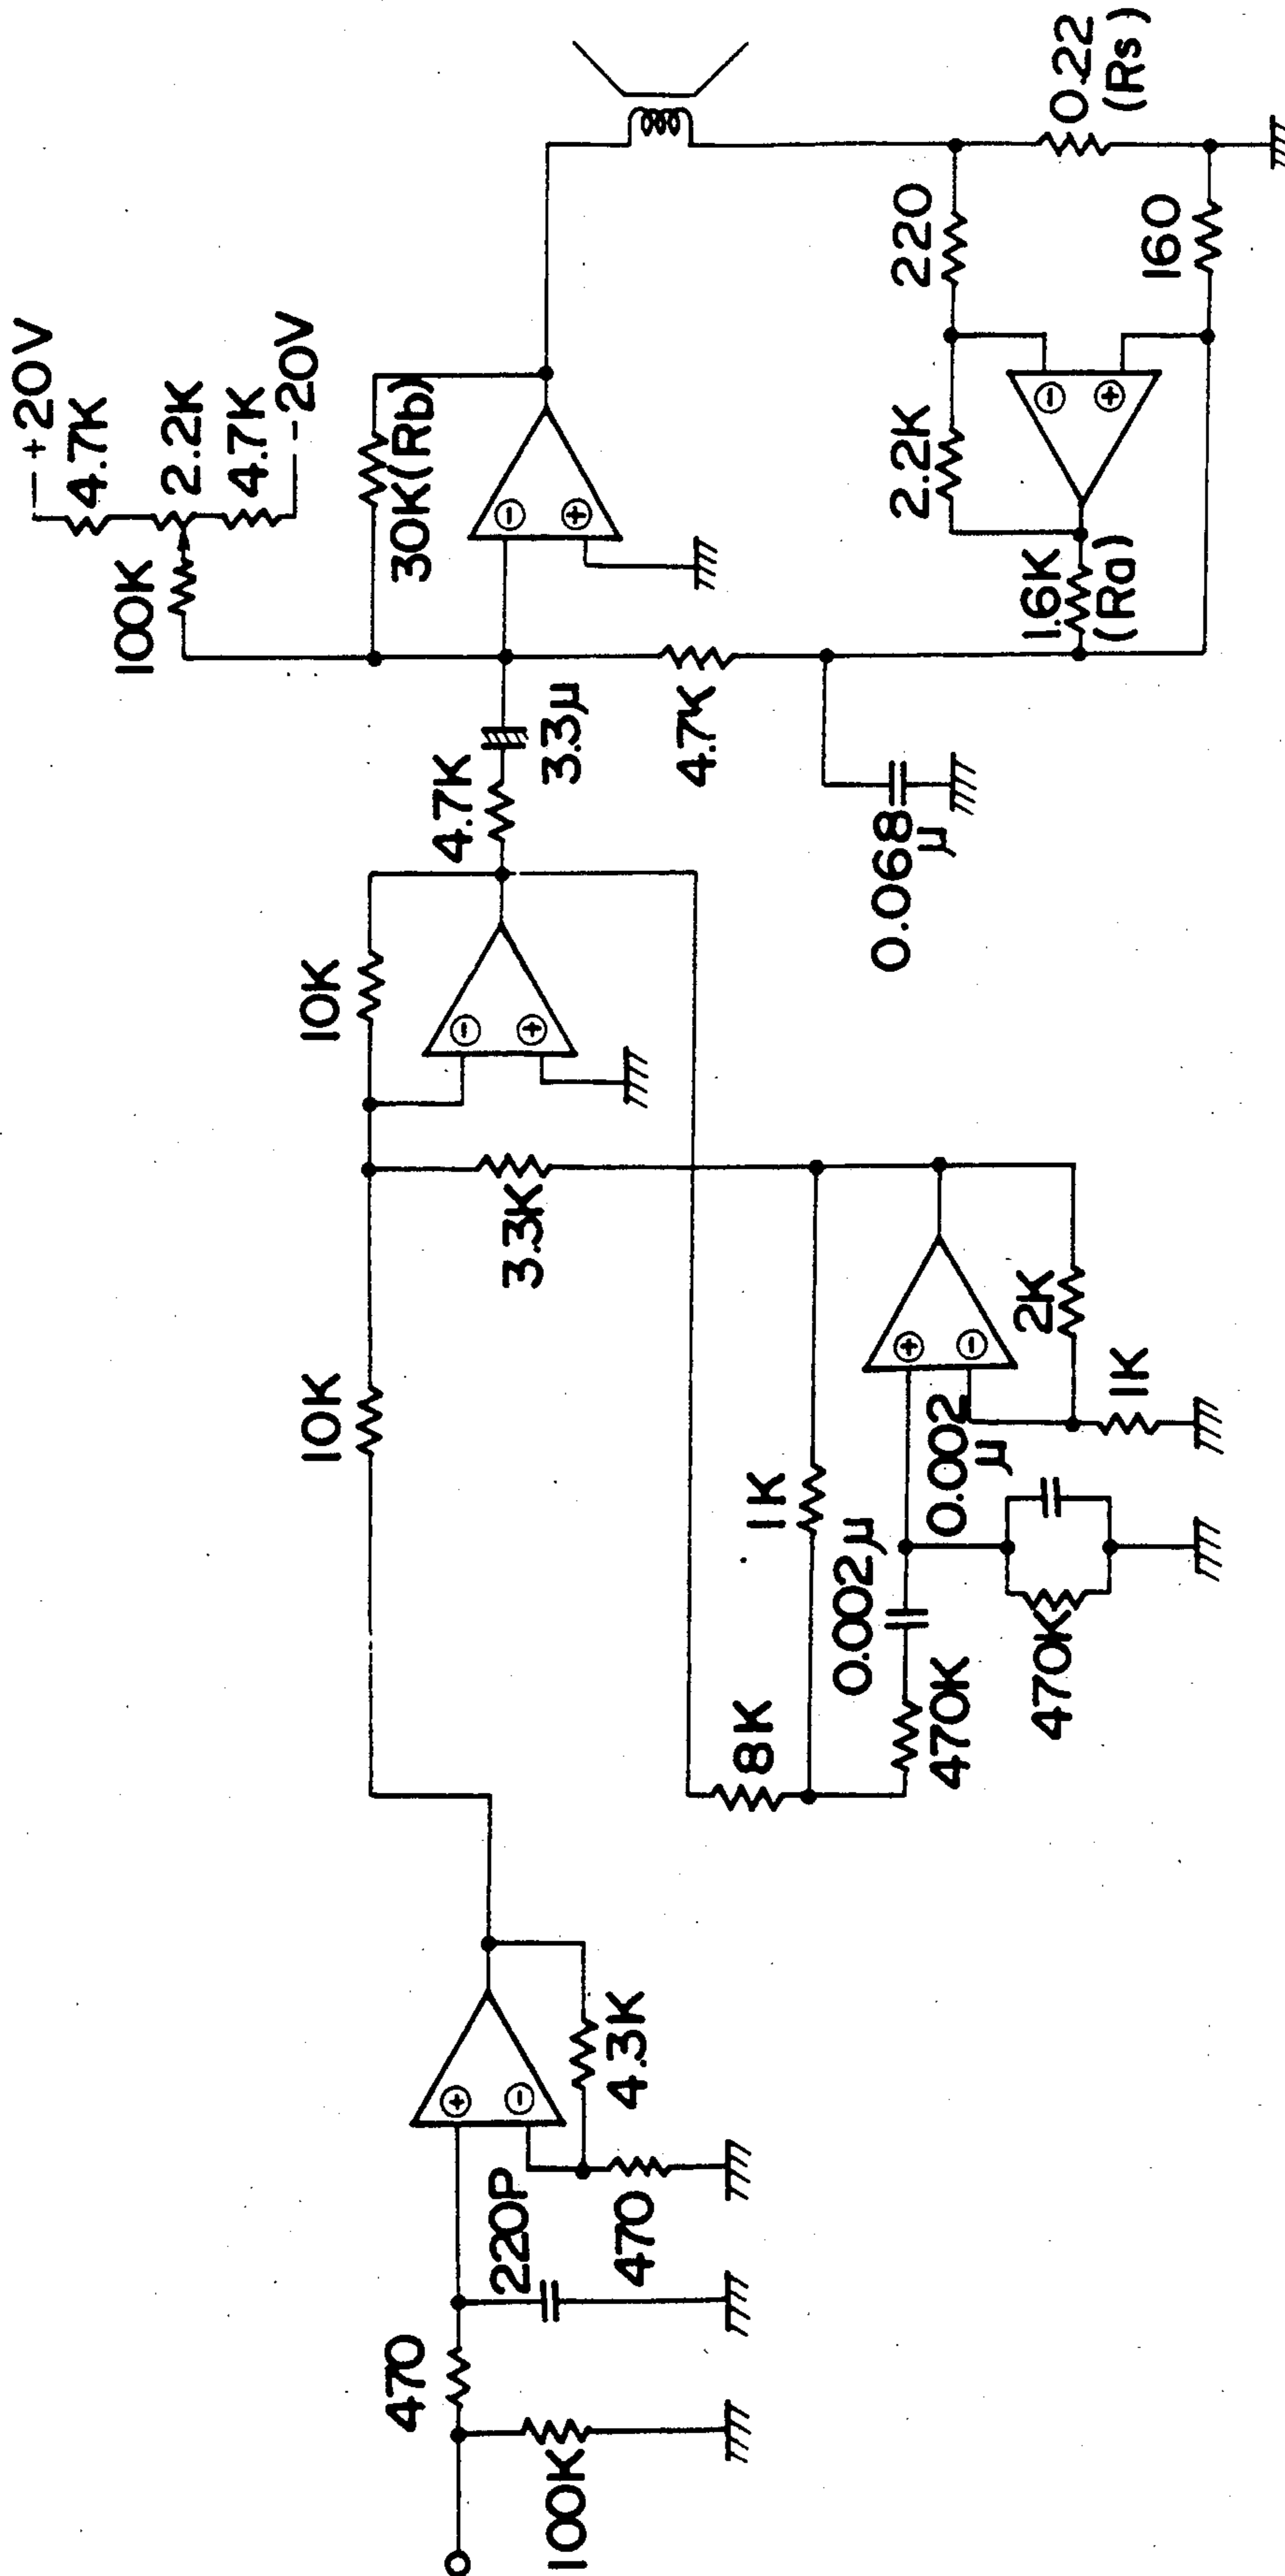 470
100K
220P
470
4.3K
10K
10K
3.3K
8K
1K
470K
0.002μ
470K
0.002
μ
2K
1K
4.7K
3.3μ
100K
+20V
4.7K
2.2K
4.7K
-20V
30K(Rb)
4.7K
0.068
μ
1.6K
(Ra)
2.2K
220
160
0.22
(Rs)